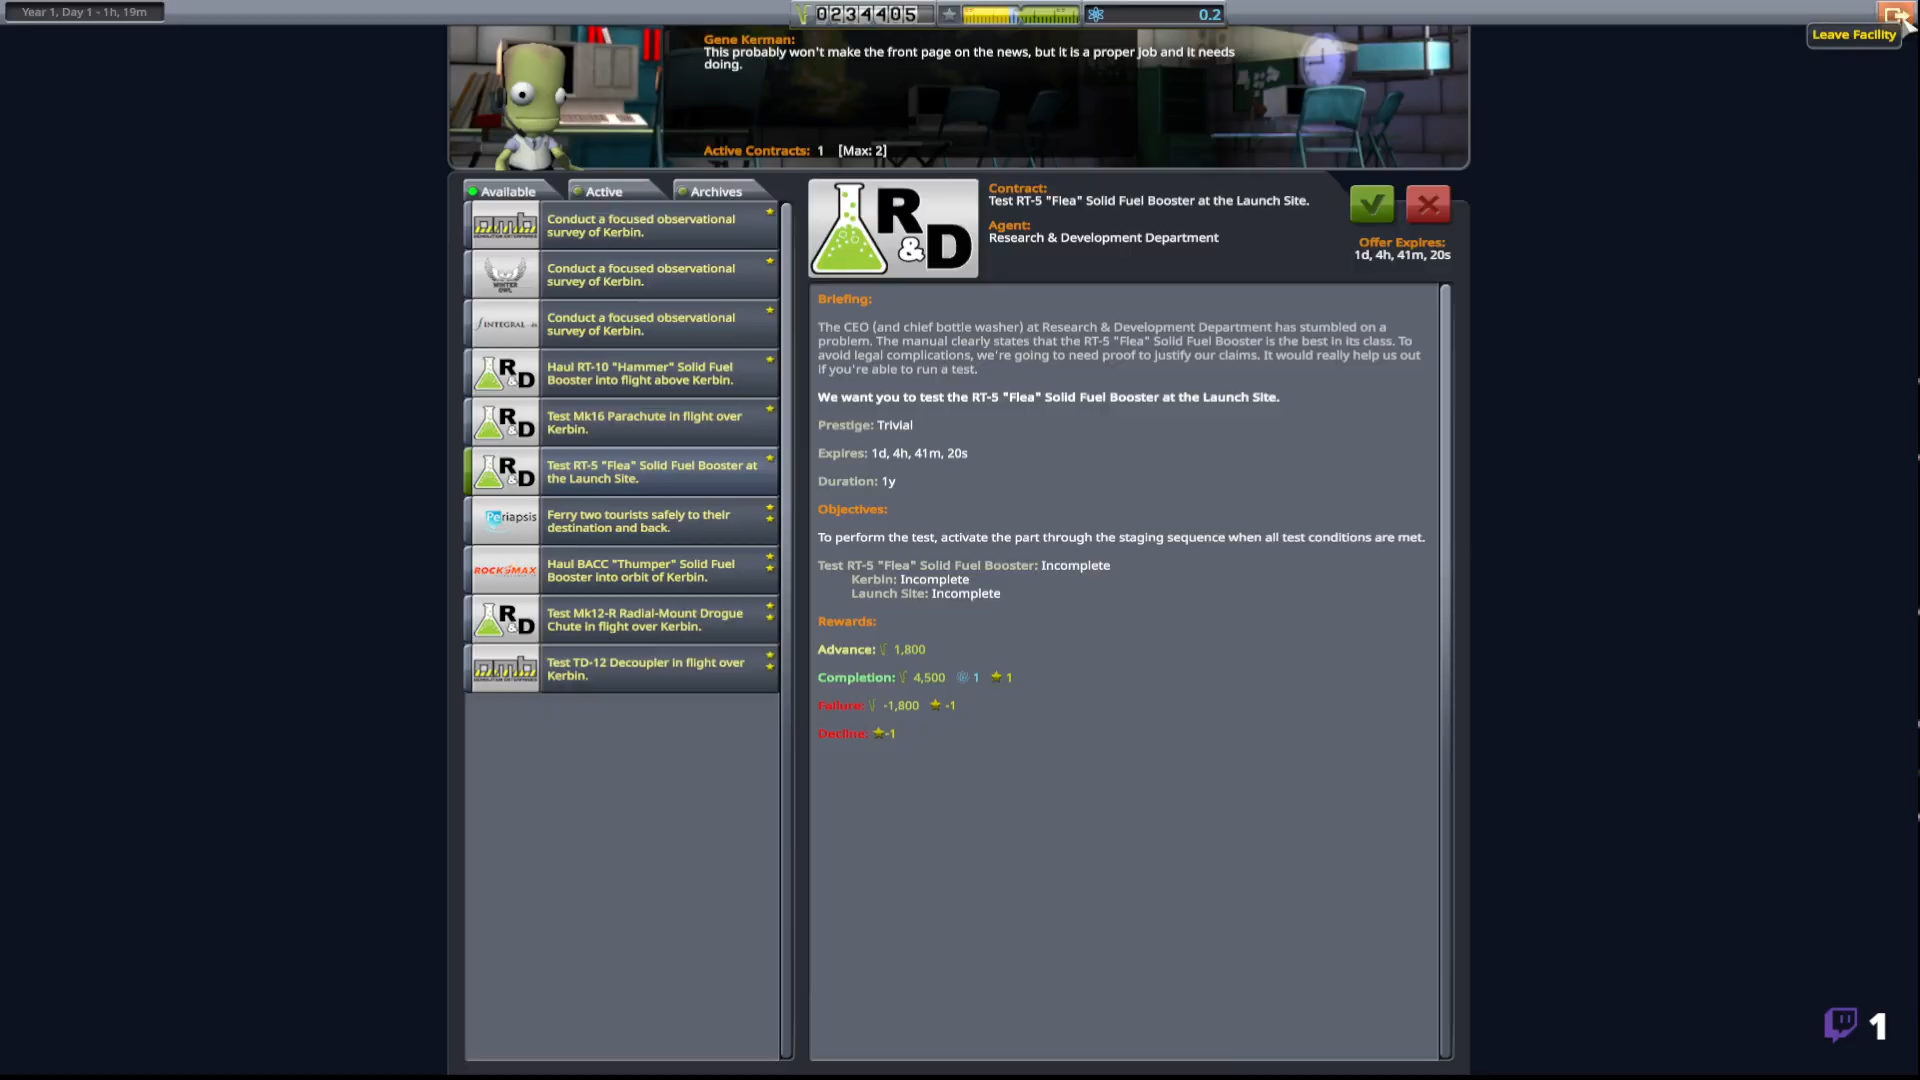 Year 1, Day 1 - 1h, 19m
0234405
0.2
Leave Facility
Gene Kerman:
This probably won't make the front page on the news, but it is a proper job and it needs
doing.
Active Contracts: 1 [Max: 2]
Available
Active
Archives
Conduct a focused observational
survey of Kerbin.
WINTER
OWL
Conduct a focused observational
survey of Kerbin.
INTEGRAL
Conduct a focused observational
survey of Kerbin.
R&D
Haul RT-10 "Hammer" Solid Fuel
Booster into flight above Kerbin.
R&D
Test Mk16 Parachute in flight over
Kerbin.
R&D
Test RT-5 "Flea" Solid Fuel Booster at
the Launch Site.
Periapsis
Ferry two tourists safely to their
destination and back.
ROCKOMAX
Haul BACC "Thumper" Solid Fuel
Booster into orbit of Kerbin.
R&D
Test Mk12-R Radial-Mount Drogue
Chute in flight over Kerbin.
Test TD-12 Decoupler in flight over
Kerbin.
R&D
Contract:
Test RT-5 "Flea" Solid Fuel Booster at the Launch Site.
Agent:
Research & Development Department
Offer Expires:
1d, 4h, 41m, 20s
Briefing:
The CEO (and chief bottle washer) at Research & Development Department has stumbled on a
problem. The manual clearly states that the RT-5 "Flea" Solid Fuel Booster is the best in its class. To
avoid legal complications, we're going to need proof to justify our claims. It would really help us out
if you're able to run a test.
We want you to test the RT-5 "Flea" Solid Fuel Booster at the Launch Site.
Prestige: Trivial
Expires: 1d, 4h, 41m, 20s
Duration: 1y
Objectives:
To perform the test, activate the part through the staging sequence when all test conditions are met.
Test RT-5 "Flea" Solid Fuel Booster: Incomplete
Kerbin: Incomplete
Launch Site: Incomplete
Rewards:
Advance: 1,800
Completion: 4,500 1 1
Failure: -1,800 -1
Decline: -1
1